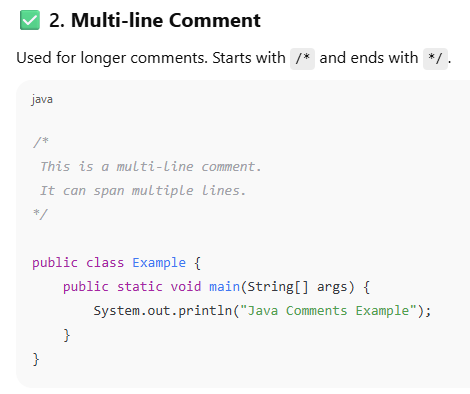 ✅ 2. Multi-line Comment
Used for longer comments. Starts with /* and ends with */.
java
/*
 This is a multi-line comment.
 It can span multiple lines.
*/
public class Example {
    public static void main(String[] args) {
        System.out.println("Java Comments Example");
    }
}